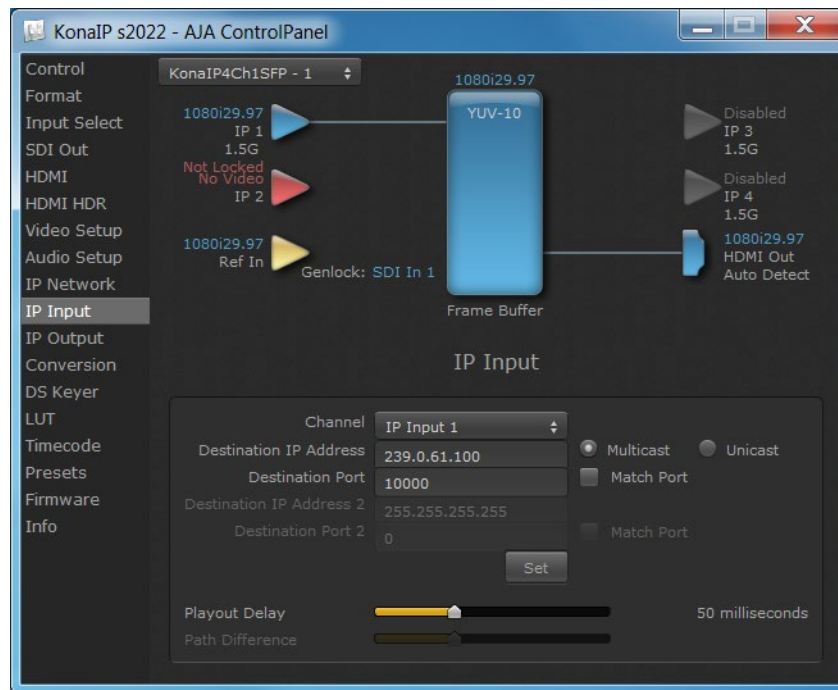 KonaIP s2022 - AJA ControlPanel
Control
Format
Input Select
SDI Out
HDMI
HDMI HDR
Video Setup
Audio Setup
IP Network
IP Input
IP Output
Conversion
DS Keyer
LUT
Timecode
Presets
Firmware
Info
KonaIP4Ch1SFP - 1
1080i29.97
IP 1
1.5G
Not Locked
No Video
IP 2
1080i29.97
Ref In
Genlock: SDI In 1
1080i29.97
YUV-10
Frame Buffer
Disabled
IP 3
1.5G
Disabled
IP 4
1.5G
1080i29.97
HDMI Out
Auto Detect
IP Input
Channel IP Input 1
Destination IP Address 239.0.61.100 Multicast Unicast
Destination Port 10000 Match Port
Destination IP Address 2 255.255.255.255
Destination Port 2 0 Match Port
Set
Playout Delay 50 milliseconds
Path Difference